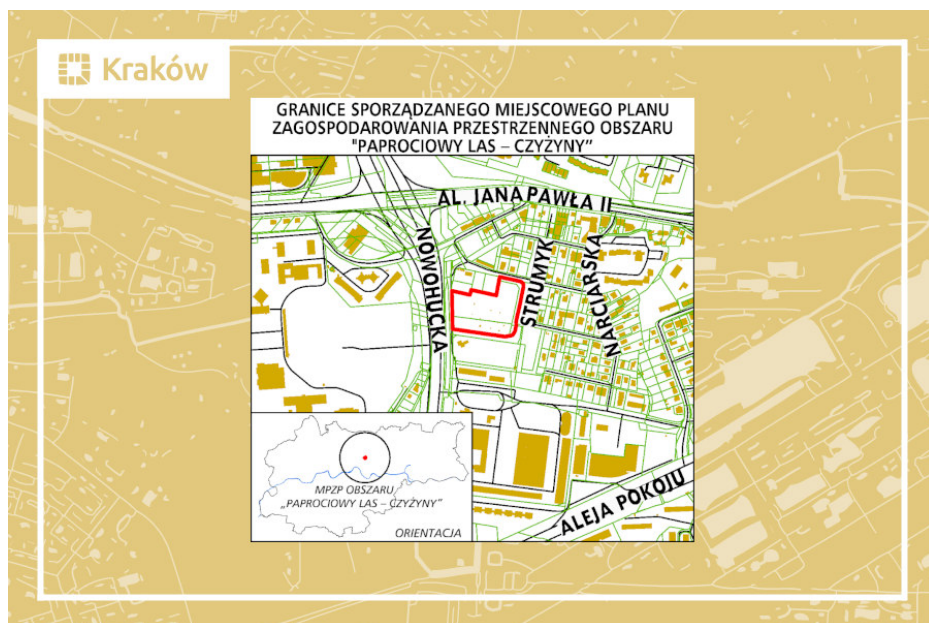 Kraków
GRANICE SPORZĄDZANEGO MIEJSCOWEGO PLANU
ZAGOSPODAROWANIA PRZESTRZENNEGO OBSZARU
"PAPROCIOWY LAS – CZYŻYNY”
AL. JANA PAWŁA II
NOWOHUCKA
STRUMYK
NARCIARSKA
ALEJA POKOJU
MPZP OBSZARU
„PAPROCIOWY LAS – CZYŻYNY”
ORIENTACJA